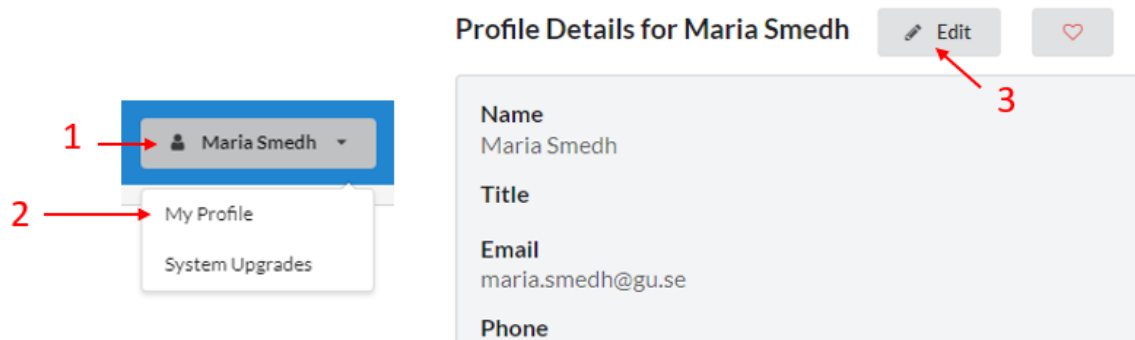 Profile Details for Maria Smedh Edit
3
Name
Maria Smedh
1 Maria Smedh
Title
2 My Profile
Email
System Upgrades
maria.smedh@gu.se
Phone